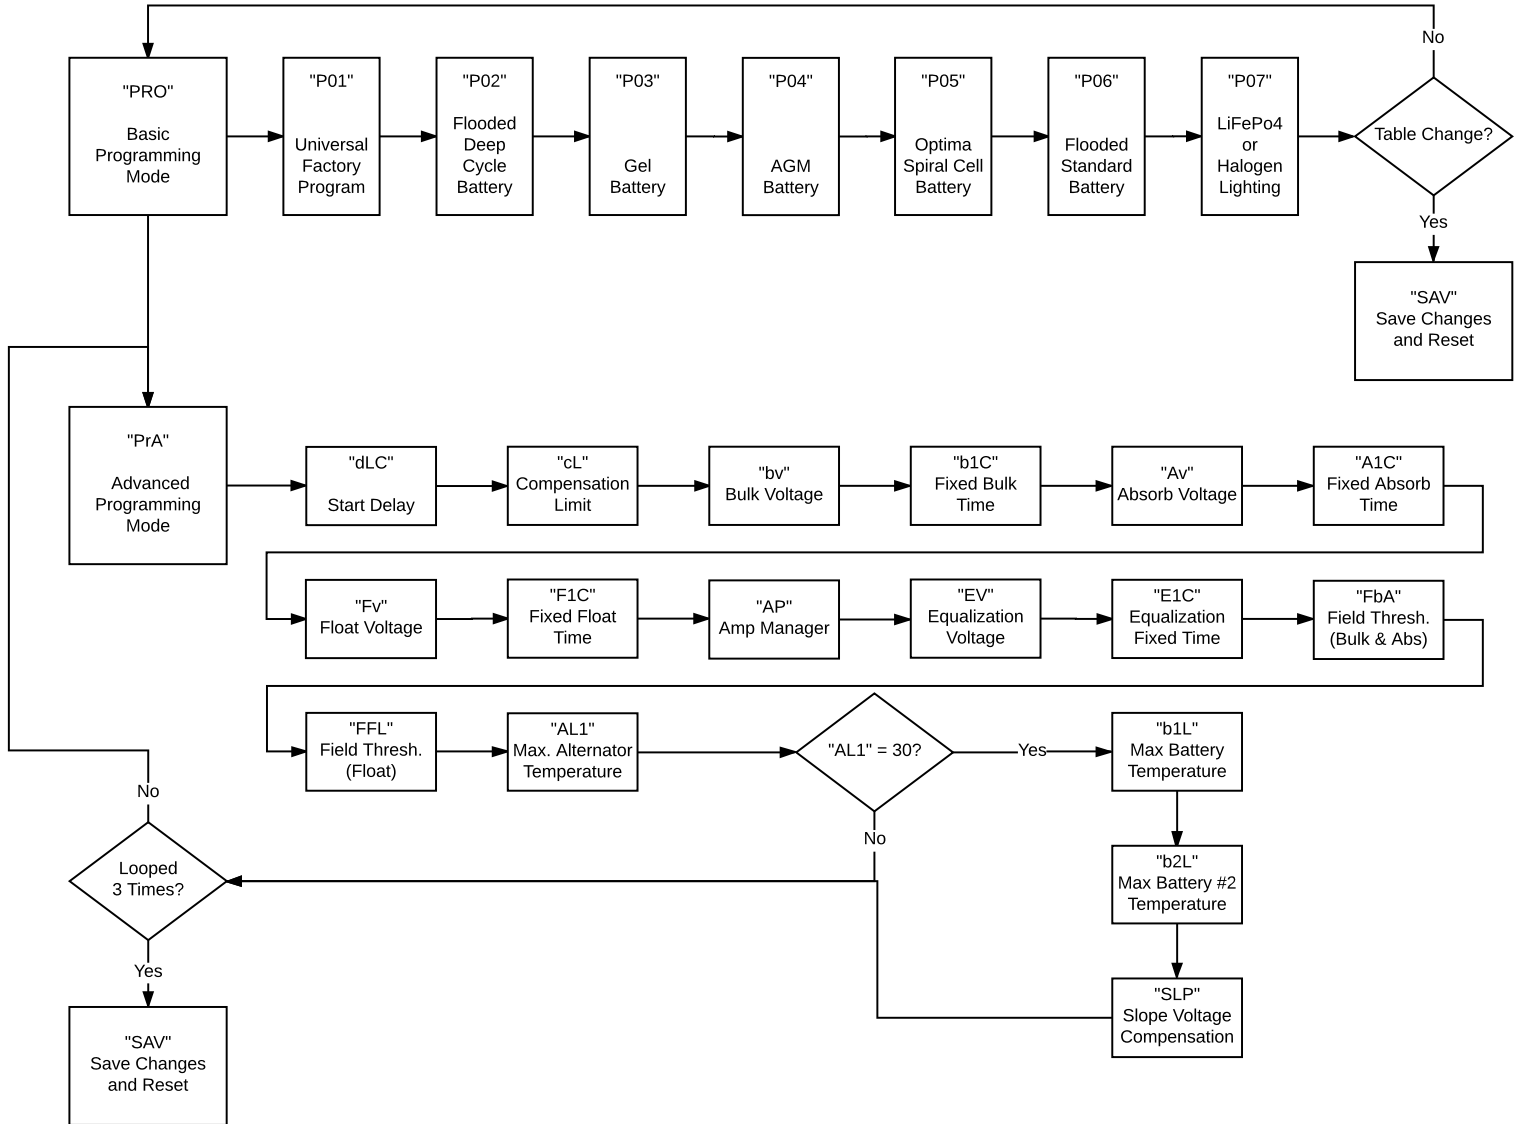 No
"PRO"
Basic
Programming
Mode
"P01"
Universal
Factory
Program
"P02"
Flooded
Deep
Cycle
Battery
"P03"
Gel
Battery
"P04"
AGM
Battery
"P05"
Optima
Spiral Cell
Battery
"P06"
Flooded
Standard
Battery
"P07"
LiFePo4
or
Halogen
Lighting
Table Change?
Yes
"SAV"
Save Changes
and Reset
"PrA"
Advanced
Programming
Mode
"dLC"
Start Delay
"cL"
Compensation
Limit
"bv"
Bulk Voltage
"b1C"
Fixed Bulk
Time
"Av"
Absorb Voltage
"A1C"
Fixed Absorb
Time
"Fv"
Float Voltage
"F1C"
Fixed Float
Time
"AP"
Amp Manager
"EV"
Equalization
Voltage
"E1C"
Equalization
Fixed Time
"FbA"
Field Thresh.
(Bulk & Abs)
"FFL"
Field Thresh.
(Float)
"AL1"
Max. Alternator
Temperature
"AL1" = 30?
Yes
"b1L"
Max Battery
Temperature
No
No
Looped
3 Times?
"b2L"
Max Battery #2
Temperature
Yes
"SLP"
Slope Voltage
Compensation
"SAV"
Save Changes
and Reset